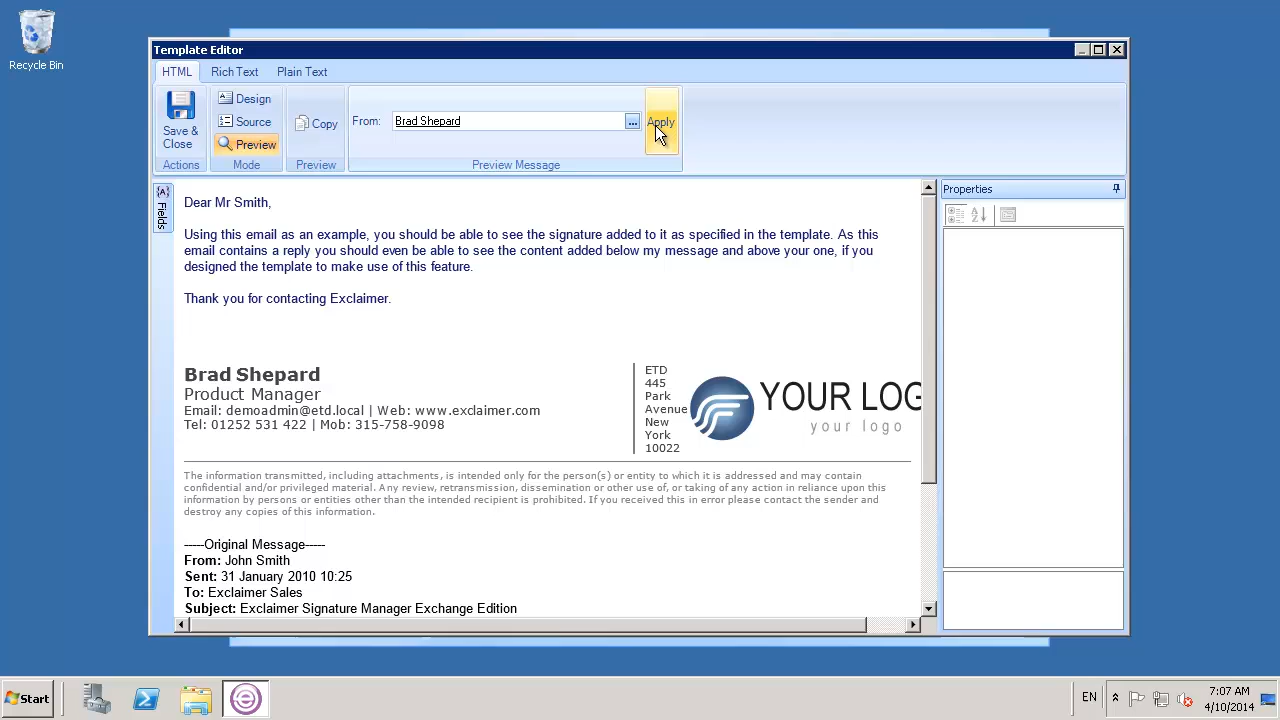 Recycle Bin
Template Editor
HTML Rich Text Plain Text
Save & Close
Design
Source
Preview
Copy
From: Brad Shepard ...
Apply
Actions Mode Preview Preview Message
{A} Fields
Properties
Dear Mr Smith,
Using this email as an example, you should be able to see the signature added to it as specified in the template. As this
email contains a reply you should even be able to see the content added below my message and above your one, if you
designed the template to make use of this feature.
Thank you for contacting Exclaimer.
Brad Shepard
Product Manager
Email: demoadmin@etd.local | Web: www.exclaimer.com
Tel: 01252 531 422 | Mob: 315-758-9098
ETD
445
Park
Avenue
New
York
10022
YOUR LOG
your logo
The information transmitted, including attachments, is intended only for the person(s) or entity to which it is addressed and may contain
confidential and/or privileged material. Any review, retransmission, dissemination or other use of, or taking of any action in reliance upon this
information by persons or entities other than the intended recipient is prohibited. If you received this in error please contact the sender and
destroy any copies of this information.
-----Original Message-----
From: John Smith
Sent: 31 January 2010 10:25
To: Exclaimer Sales
Subject: Exclaimer Signature Manager Exchange Edition
Start
EN
7:07 AM
4/10/2014